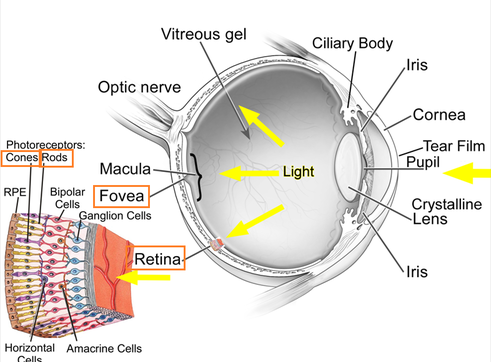 Vitreous gel
Ciliary Body
Iris
Optic nerve
Cornea
Photoreceptors:
Cones Rods
Tear Film
Macula
Light
Pupil
RPE
Bipolar
Cells
Fovea
Ganglion Cells
Crystalline
Lens
Retina
Iris
Horizontal
Cells
Amacrine Cells